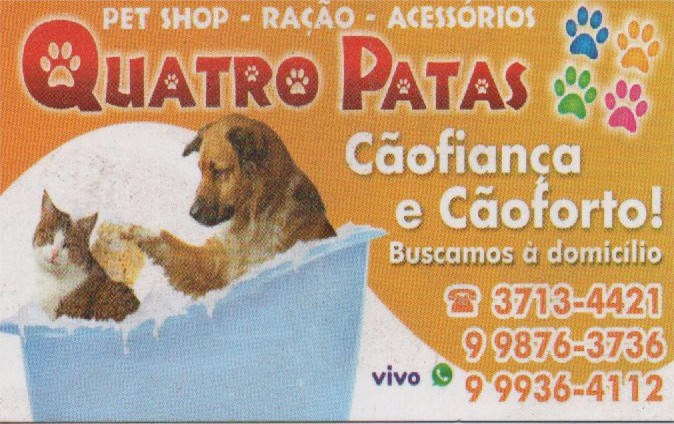 PET SHOP - RAÇÃO - ACESSÓRIOS
QUATRO PATAS
Cãofiança
e Cãoforto!
Buscamos à domicílio
☎ 3713-4421
9 9876-3736
vivo 9 9936-4112